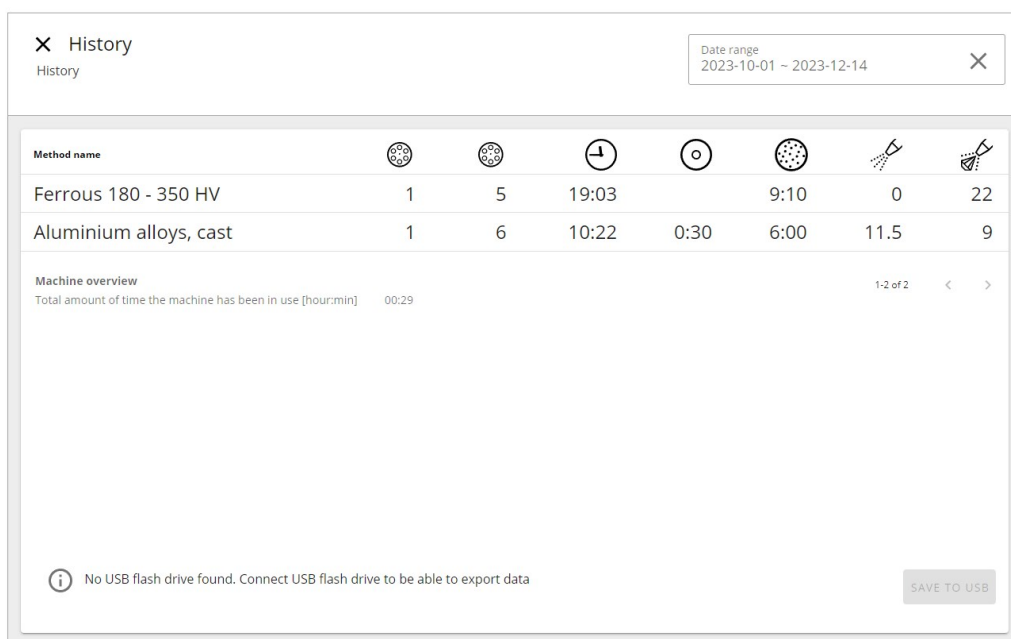 History
History
Date range
2023-10-01 ~ 2023-12-14
Method name
Ferrous 180 - 350 HV 1 5 19:03 9:10 0 22
Aluminium alloys, cast 1 6 10:22 0:30 6:00 11.5 9
Machine overview
Total amount of time the machine has been in use [hour:min] 00:29
1-2 of 2
No USB flash drive found. Connect USB flash drive to be able to export data
SAVE TO USB